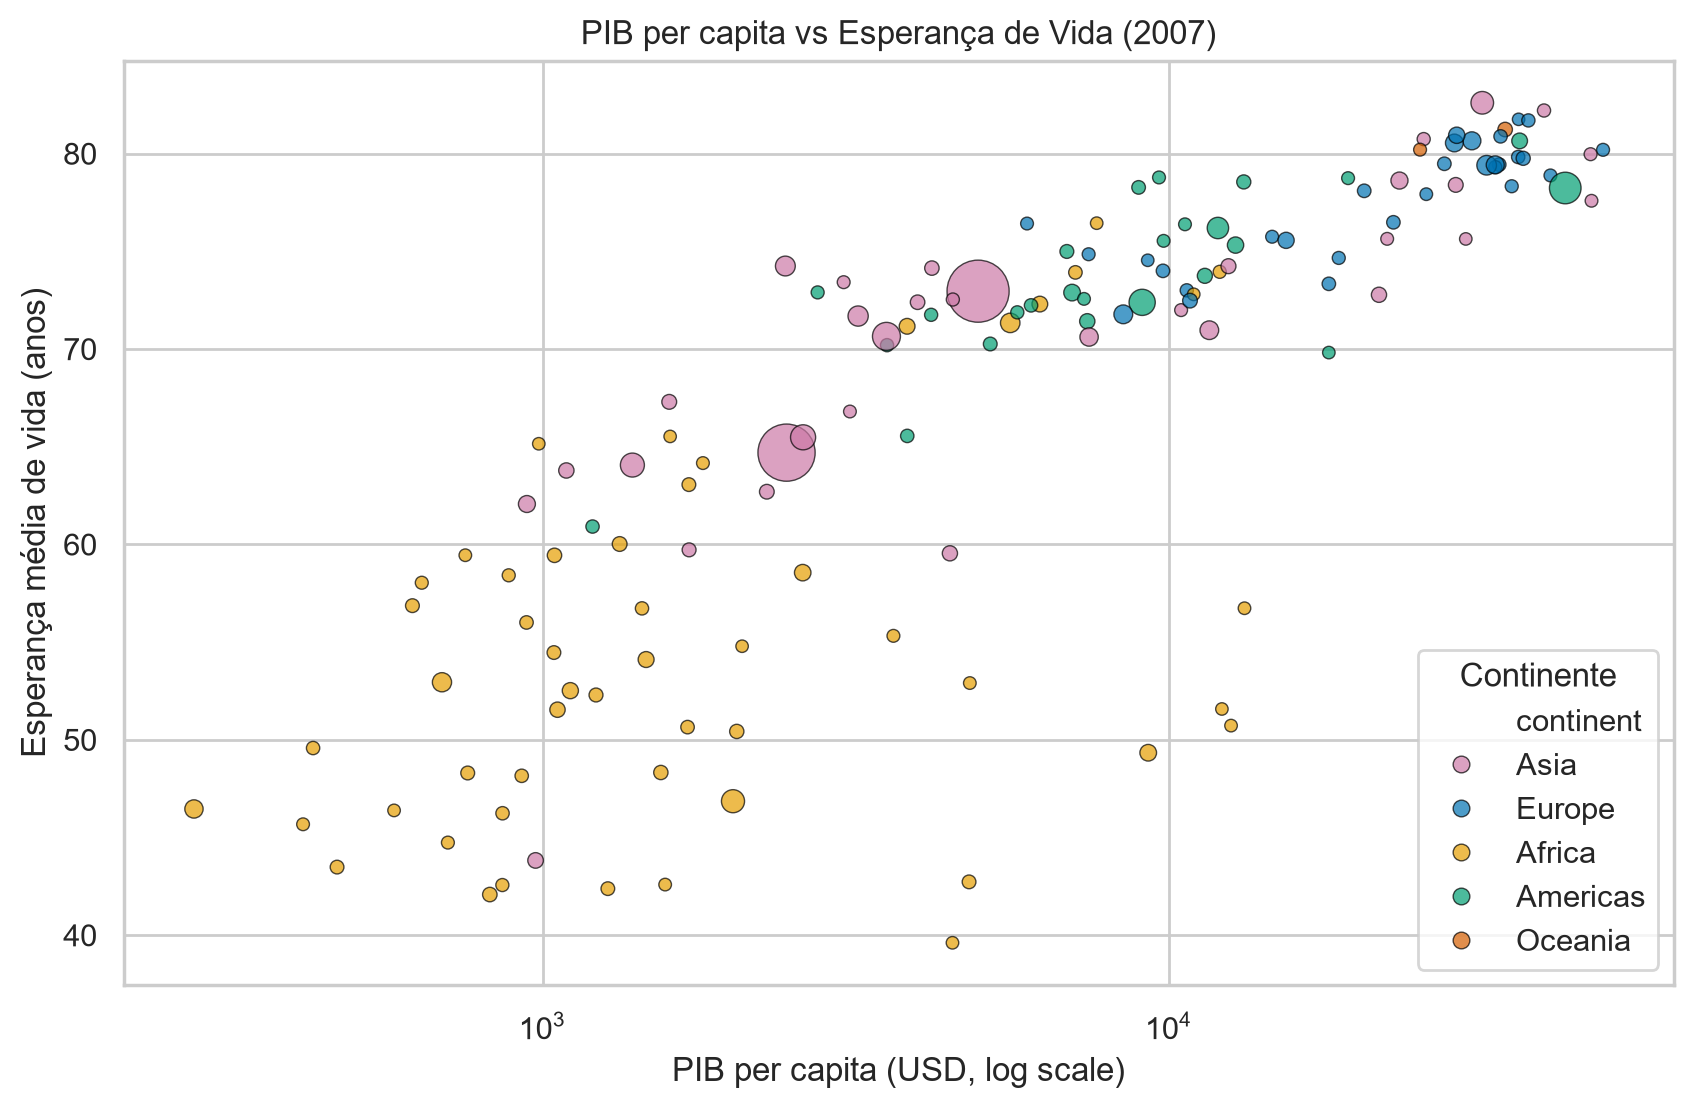 PIB per capita vs Esperança de Vida (2007)
Esperança média de vida (anos)
80
70
60
50
40
10³
10⁴
PIB per capita (USD, log scale)
Continente
continent
Asia
Europe
Africa
Americas
Oceania